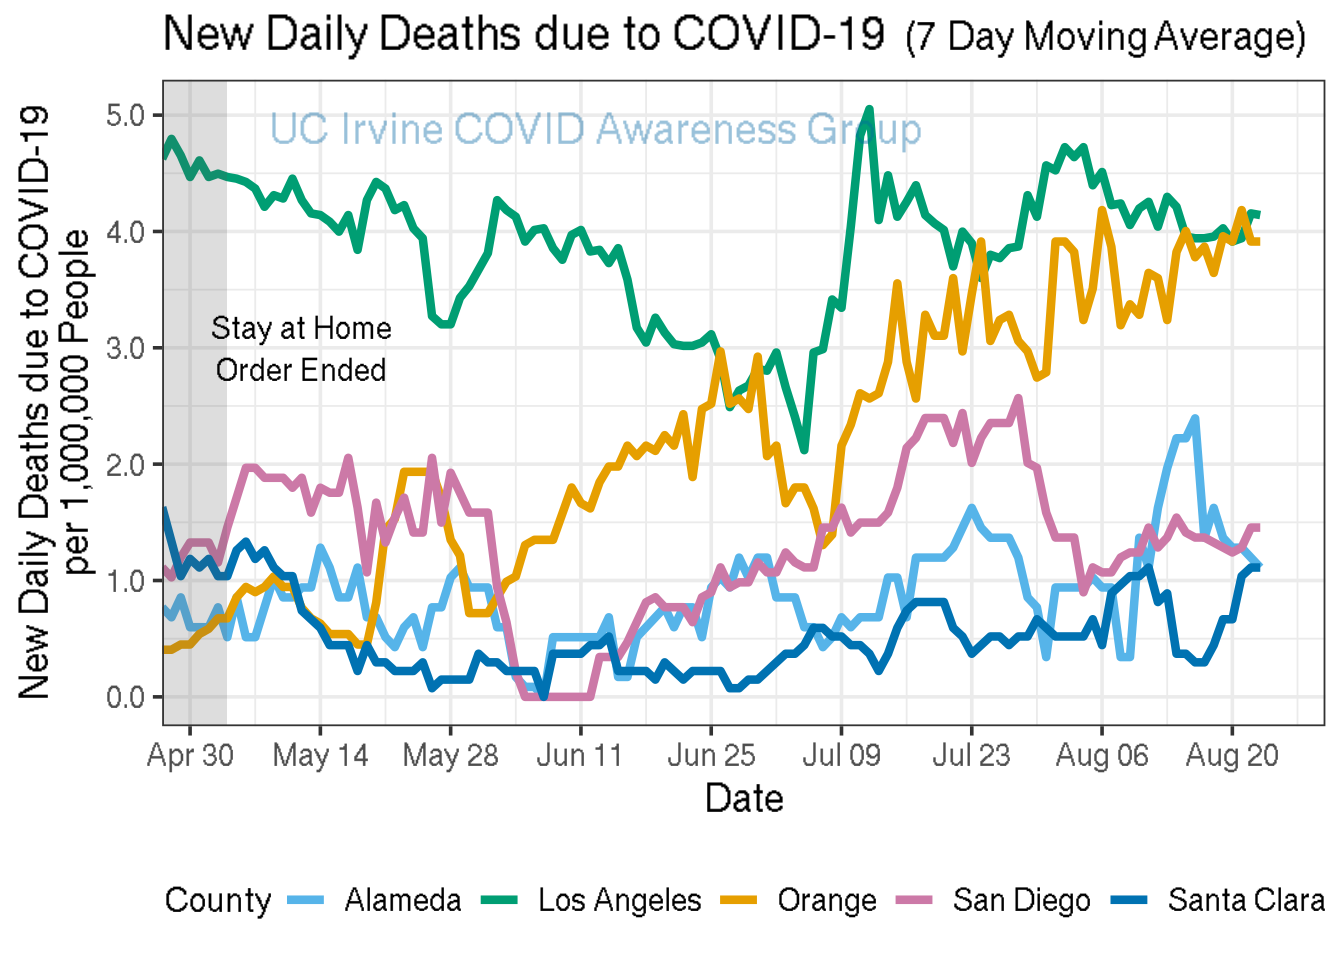 New Daily Deaths due to COVID-19 (7 Day Moving Average)
UC Irvine COVID Awareness Group
New Daily Deaths due to COVID-19
per 1,000,000 People
5.0
4.0
3.0
2.0
1.0
0.0
Stay at Home
Order Ended
Apr 30 May 14 May 28 Jun 11 Jun 25 Jul 09 Jul 23 Aug 06 Aug 20
Date
County Alameda Los Angeles Orange San Diego Santa Clara